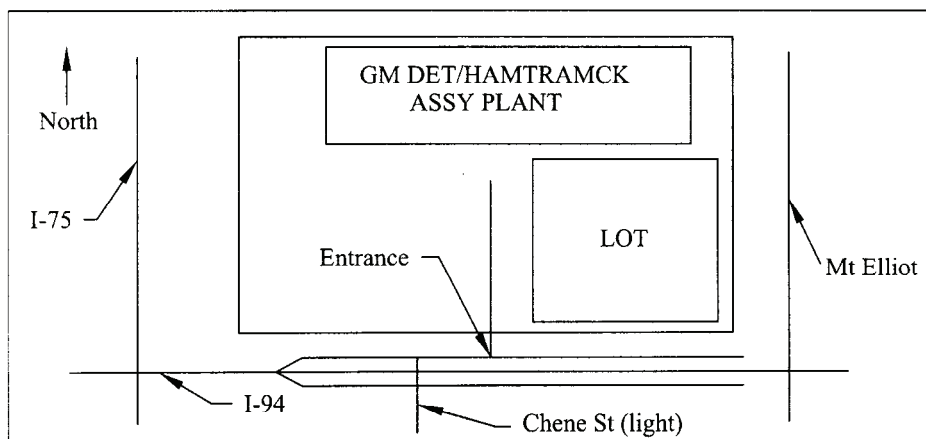 GM DET/HAMTRAMCK
ASSY PLANT
North
I-75
LOT
Entrance
Mt Elliot
I-94
Chene St (light)